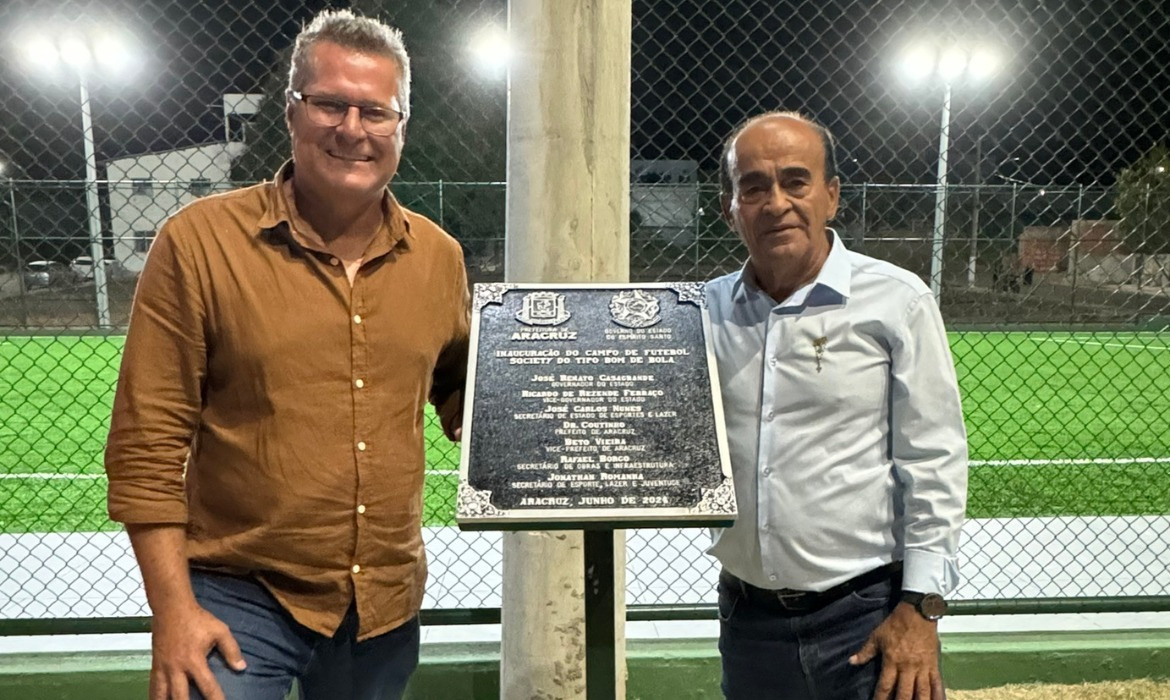 PREFEITURA DE
ARACRUZ
GOVERNO DO ESTADO
DO ESPÍRITO SANTO
INAUGURAÇÃO DO CAMPO DE FUTEBOL
SOCIETY DO TIPO BOM DE BOLA
JOSÉ RENATO CASAGRANDE
GOVERNADOR DO ESTADO
RICARDO DE REZENDE FERRAÇO
VICE-GOVERNADOR DO ESTADO
JOSÉ CARLOS NUNES
SECRETÁRIO DE ESTADO DE ESPORTES E LAZER
DR. COUTINHO
PREFEITO DE ARACRUZ
BETO VIEIRA
VICE-PREFEITO DE ARACRUZ
RAFAEL BORGO
SECRETÁRIO DE OBRAS E INFRAESTRUTURA
JONATHAN ROMANHA
SECRETÁRIO DE ESPORTE, LAZER E JUVENTUDE
ARACRUZ, JUNHO DE 2024